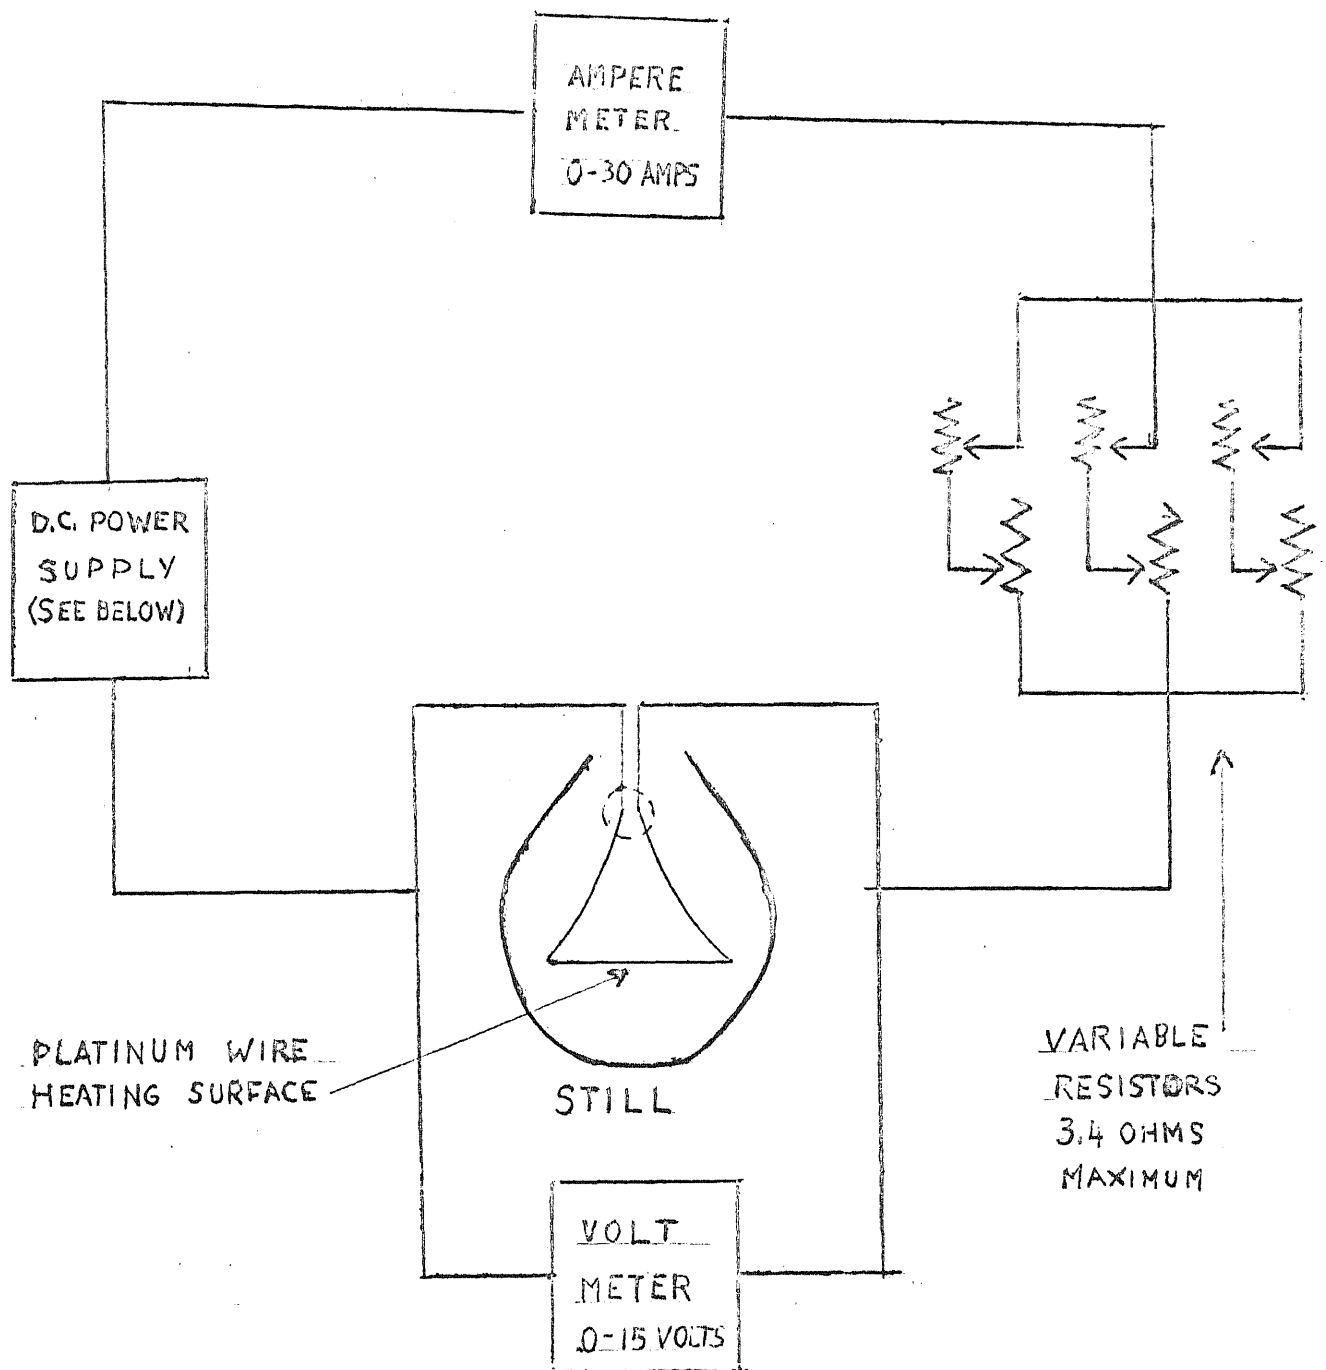 AMPERE
METER
0-30 AMPS
D.C. POWER
SUPPLY
(SEE BELOW)
PLATINUM WIRE
HEATING SURFACE
STILL
VARIABLE
RESISTORS
3.4 OHMS
MAXIMUM
VOLT
METER
0-15 VOLTS